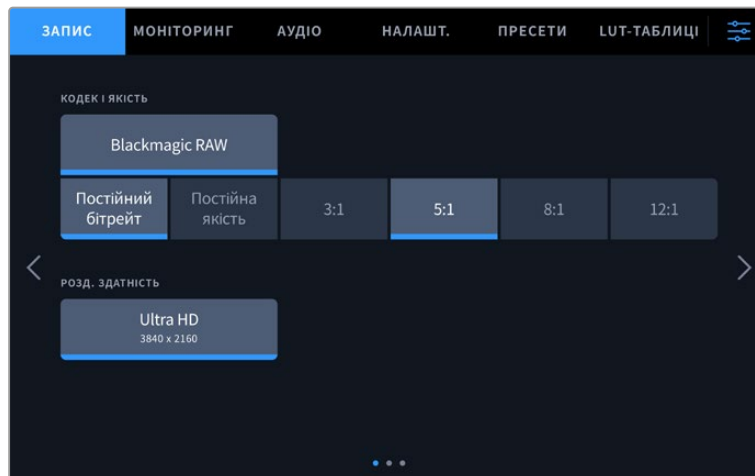 ЗАПИС МОНІТОРИНГ АУДІО НАЛАШТ. ПРЕСЕТИ LUT-ТАБЛИЦІ
КОДЕК І ЯКІСТЬ
Blackmagic RAW
Постійний бітрейт Постійна якість 3:1 5:1 8:1 12:1
РОЗД. ЗДАТНІСТЬ
Ultra HD
3840 x 2160